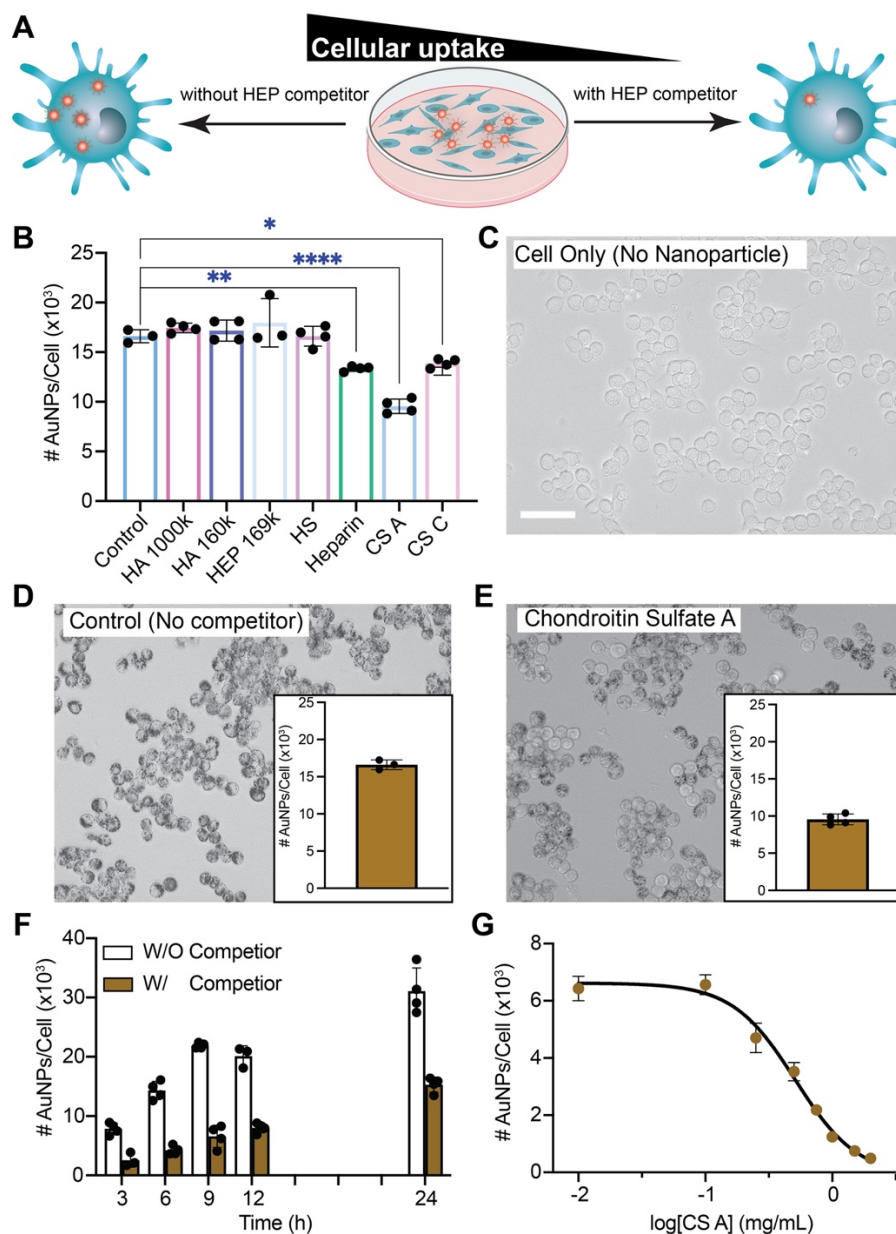 A
Cellular uptake
without HEP competitor
with HEP competitor
B
*
****
**
# AuNPs/Cell (x10³)
25
20
15
10
5
0
Control
HA 1000k
HA 160k
HEP 169k
HS
Heparin
CS A
CS C
C
Cell Only (No Nanoparticle)
D
Control (No competitor)
# AuNPs/Cell (x10³)
25
20
15
10
5
0
E
Chondroitin Sulfate A
# AuNPs/Cell (x10³)
25
20
15
10
5
0
F
W/O Competior
W/ Competior
# AuNPs/Cell (x10³)
40
30
20
10
0
3
6
9
12
24
Time (h)
G
# AuNPs/Cell (x10³)
8
6
4
2
0
-2
-1
0
log[CS A] (mg/mL)